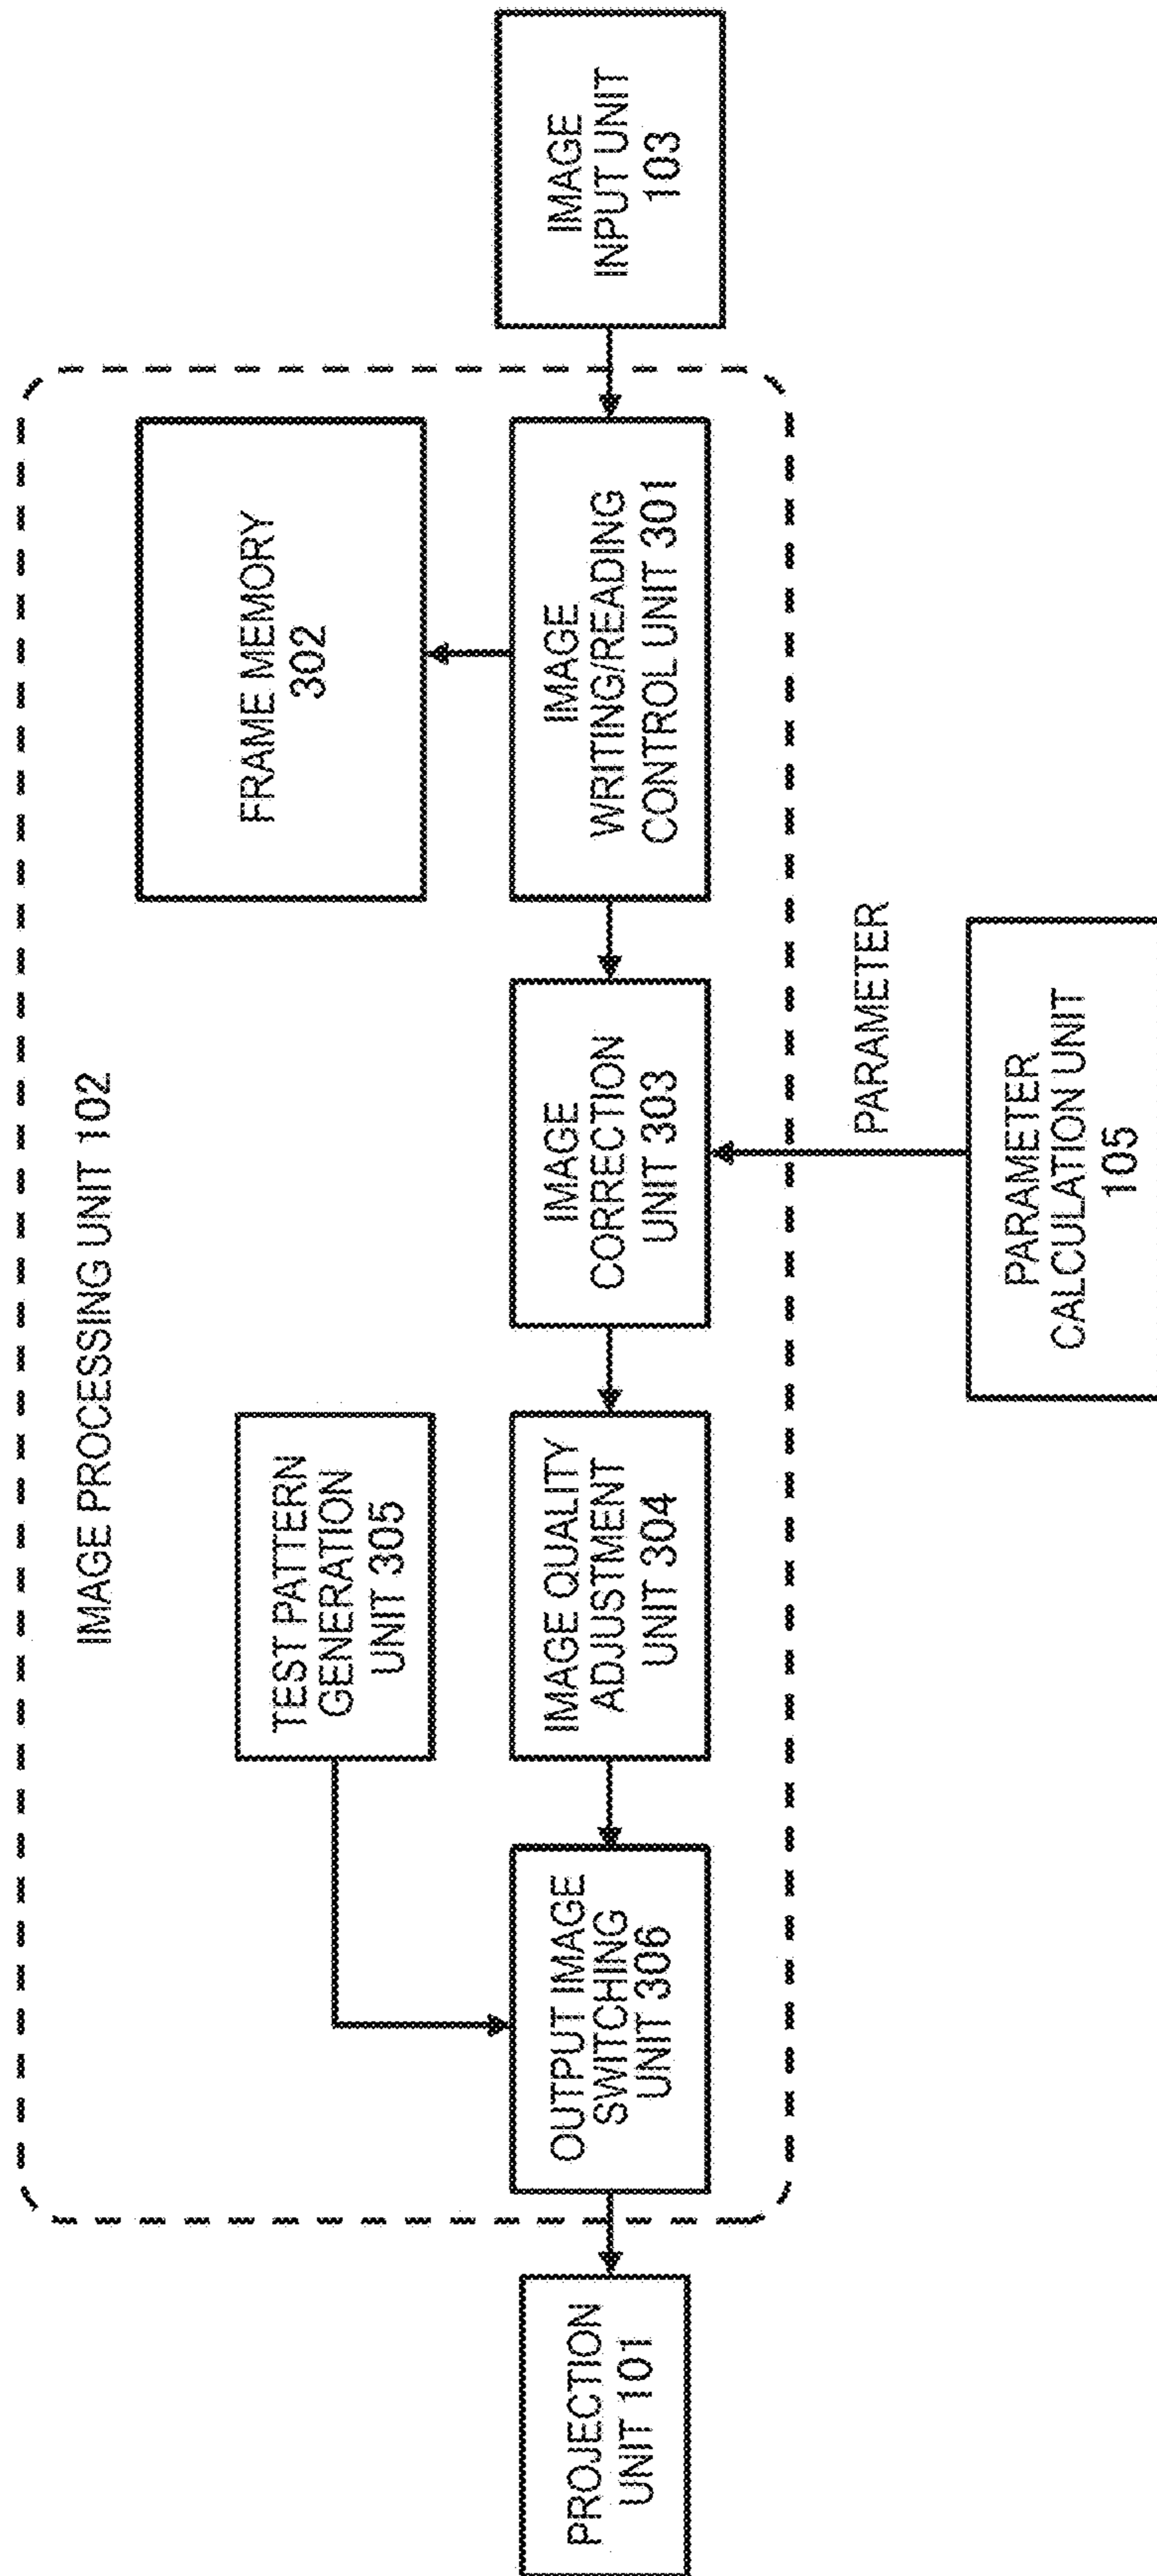 IMAGE PROCESSING UNIT 102
TEST PATTERN
GENERATION
UNIT 305
FRAME MEMORY
302
PROJECTION
UNIT 101
OUTPUT IMAGE
SWITCHING
UNIT 306
IMAGE QUALITY
ADJUSTMENT
UNIT 304
IMAGE
CORRECTION
UNIT 303
IMAGE
WRITING/READING
CONTROL UNIT 301
IMAGE
INPUT UNIT
103
PARAMETER
PARAMETER
CALCULATION UNIT
105